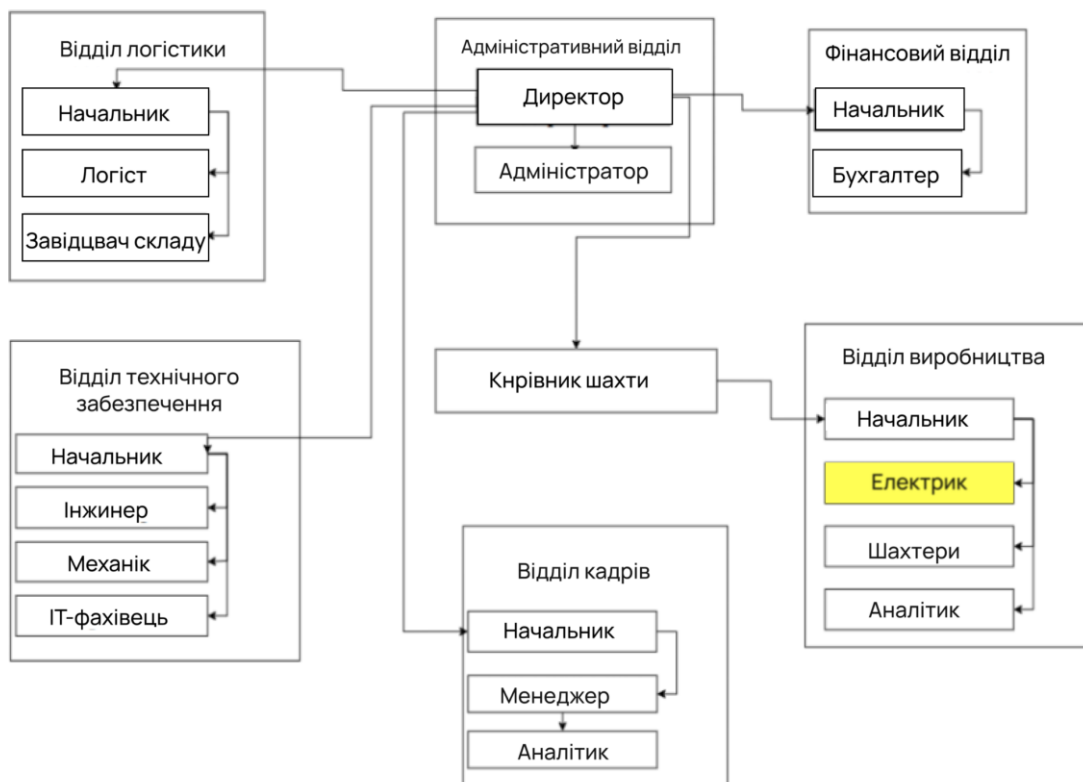 Відділ логістики
Начальник
Логіст
Завідцвач складу
Адміністративний відділ
Директор
Адміністратор
Фінансовий відділ
Начальник
Бухгалтер
Відділ технічного
забезпечення
Начальник
Інжинер
Механік
ІТ-фахівець
Кнрівник шахти
Відділ кадрів
Начальник
Менеджер
Аналітик
Відділ виробництва
Начальник
Електрик
Шахтери
Аналітик